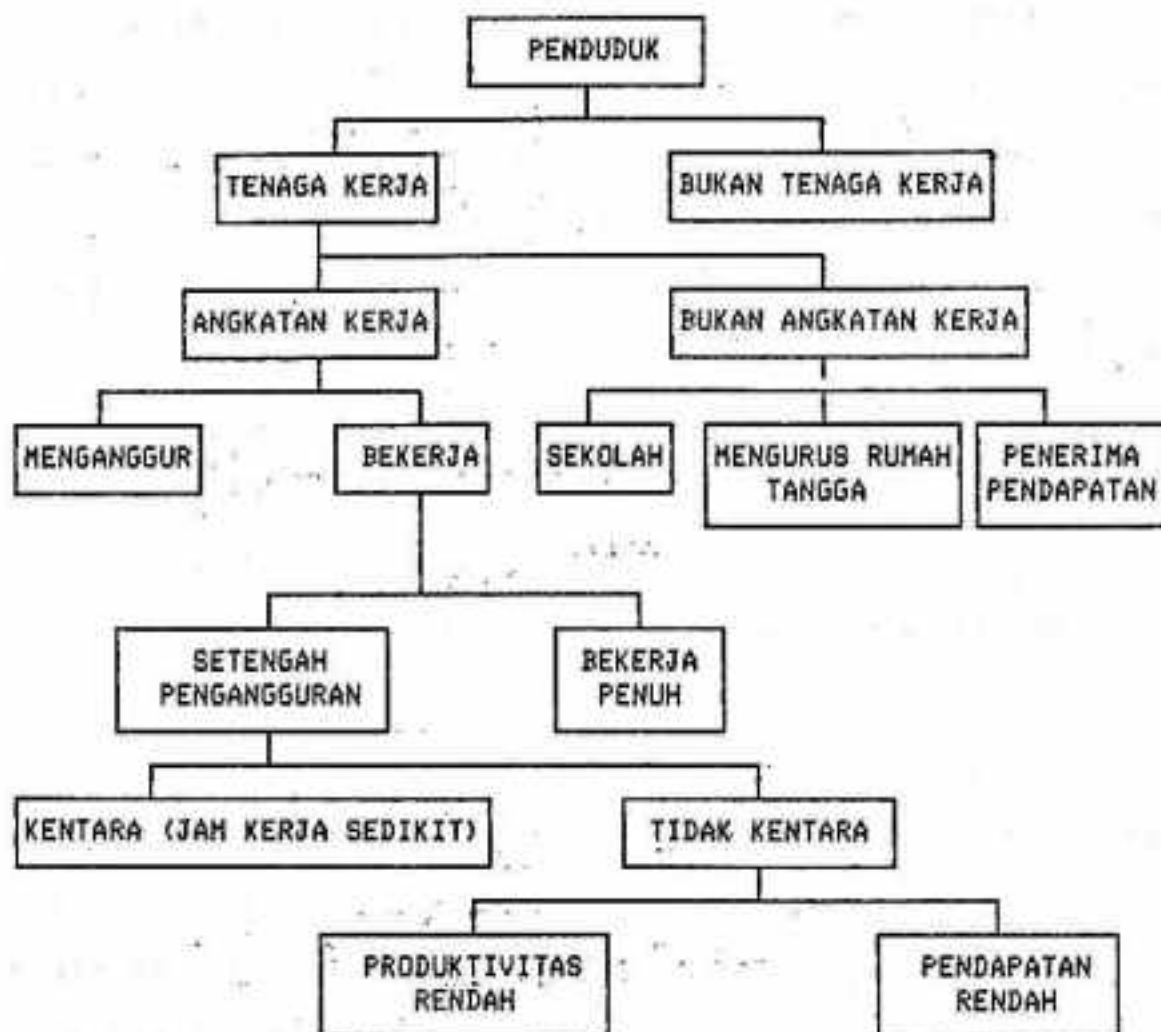 PENDUDUK
TENAGA KERJA
BUKAN TENAGA KERJA
ANGKATAN KERJA
BUKAN ANGKATAN KERJA
MENGANGGUR
BEKERJA
SEKOLAH
MENGURUS RUMAH
TANGGA
PENERIMA
PENDAPATAN
SETENGAH
PENGANGGURAN
BEKERJA
PENUH
KENTARA (JAM KERJA SEDIKIT)
TIDAK KENTARA
PRODUKTIVITAS
RENDAH
PENDAPATAN
RENDAH